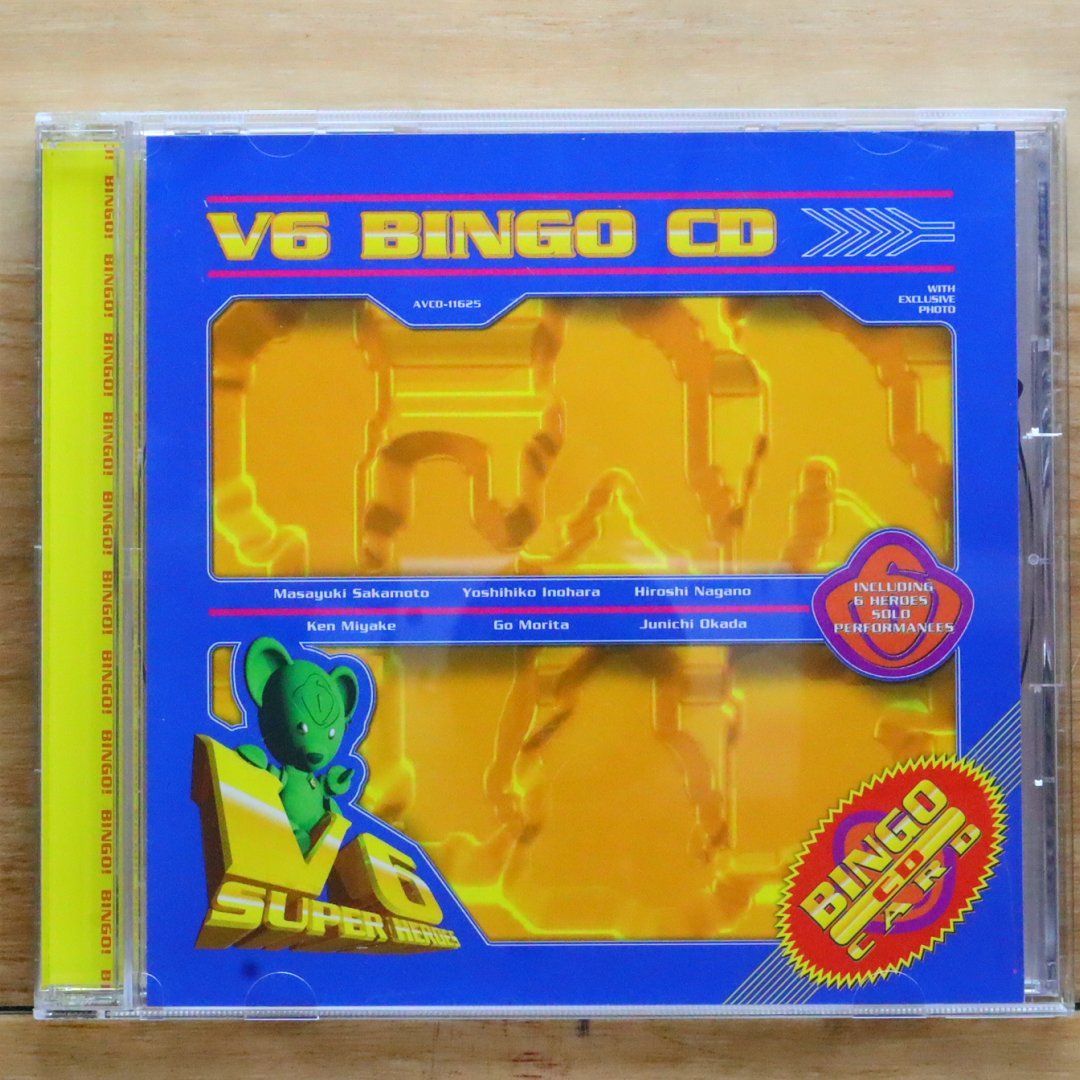 V6 BINGO CD
AVCD-11625
WITH
EXCLUSIVE
PHOTO
Masayuki Sakamoto Yoshihiko Inohara Hiroshi Nagano
Ken Miyake Go Morita Junichi Okada
INCLUDING
6 HEROES
SOLO
PERFORMANCES
6
V6
SUPER HEROES
BINGO
CD
CARD
BINGO! BINGO! BINGO! BINGO! BINGO! BINGO! BINGO! BINGO!